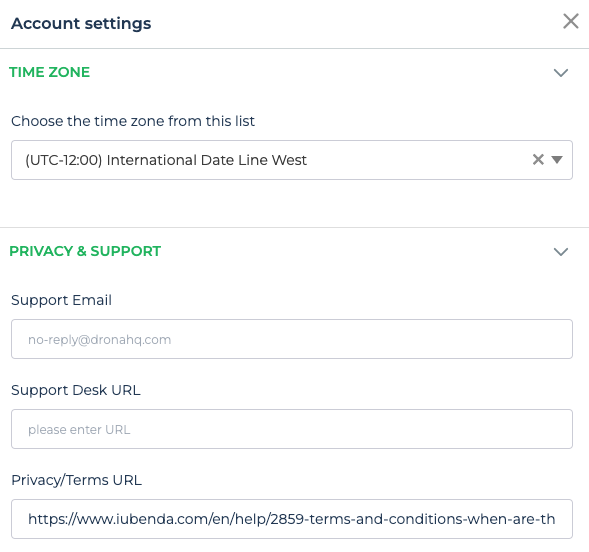 Account settings
TIME ZONE
Choose the time zone from this list
(UTC-12:00) International Date Line West
PRIVACY & SUPPORT
Support Email
no-reply@dronahq.com
Support Desk URL
please enter URL
Privacy/Terms URL
https://www.iubenda.com/en/help/2859-terms-and-conditions-when-are-th